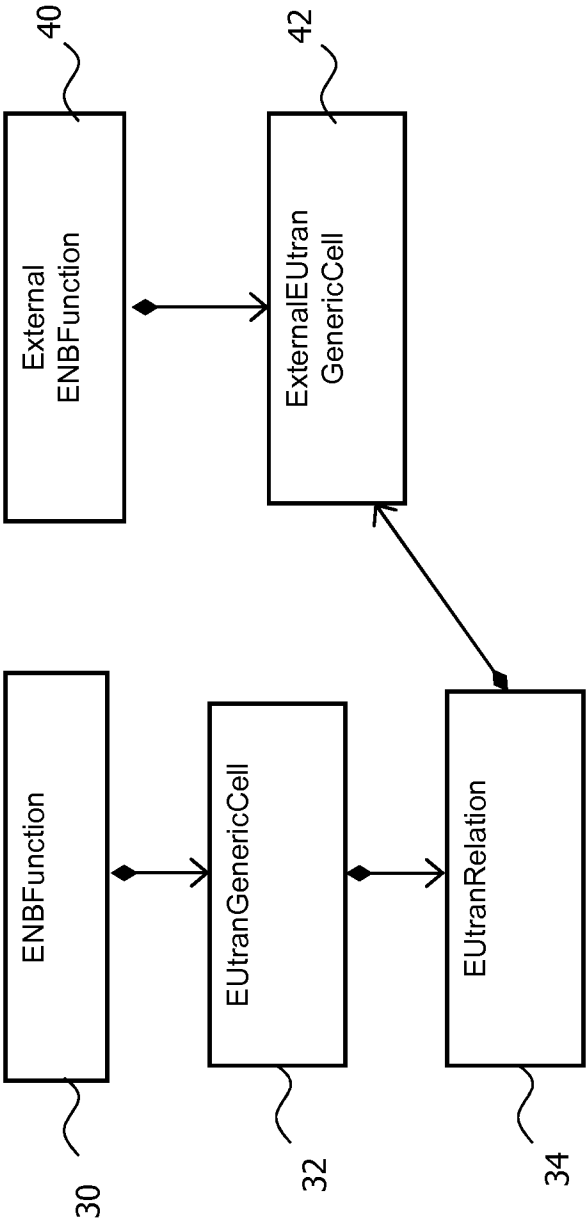 30
ENBFunction
32
EUtranGenericCell
34
EUtranRelation
40
External
ENBFunction
42
ExternalEUtran
GenericCell